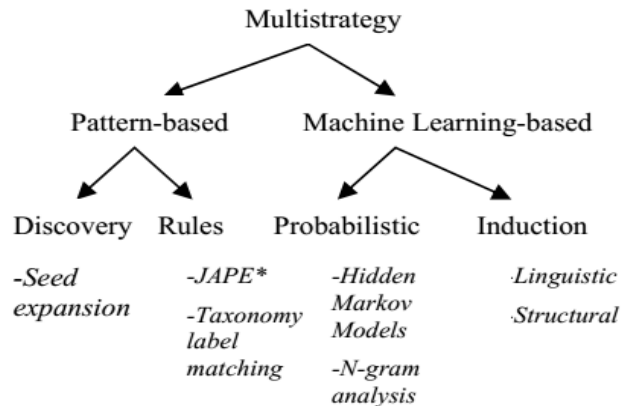 Multistrategy
Pattern-based
Machine Learning-based
Discovery
Rules
Probabilistic
Induction
-Seed
expansion
-JAPE*
-Taxonomy
label
matching
-Hidden
Markov
Models
-N-gram
analysis
·Linguistic
·Structural